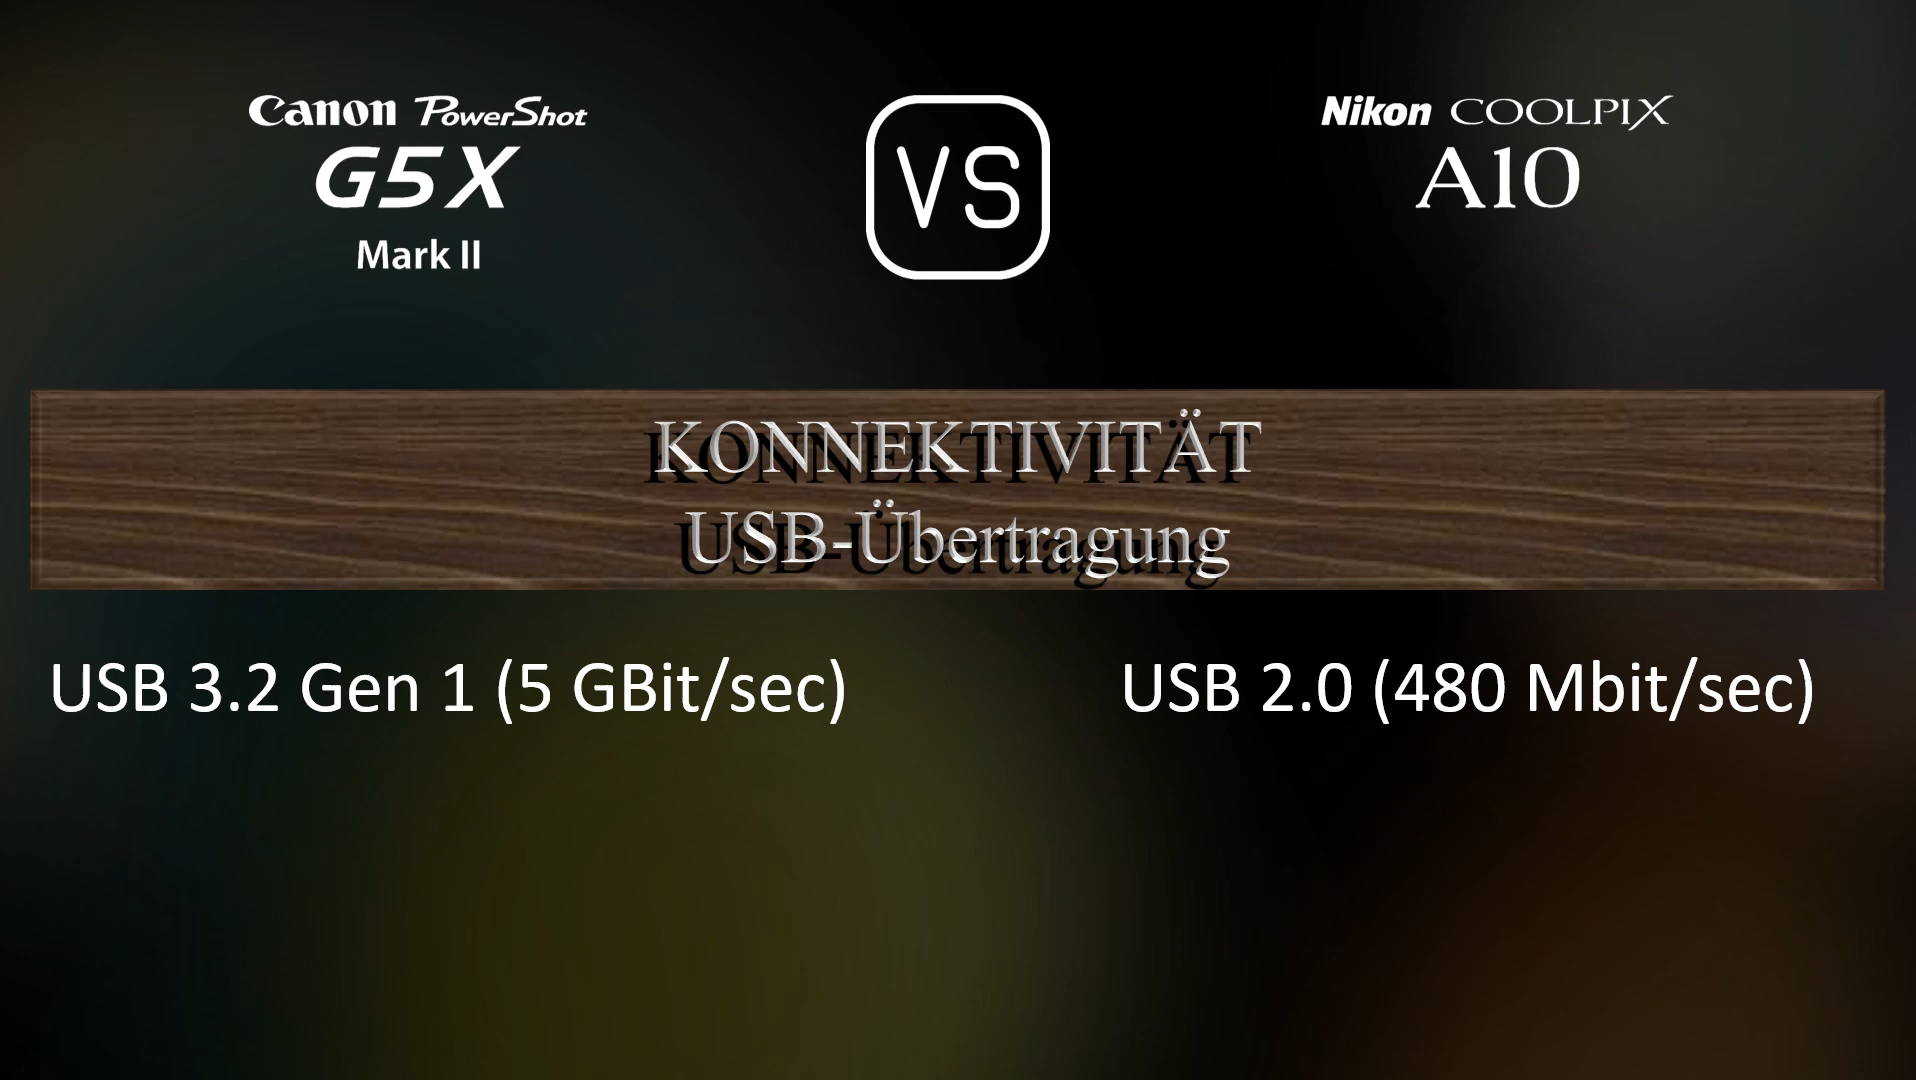 Canon PowerShot
G5 X
Mark II
VS
Nikon COOLPIX
A10
KONNEKTIVITÄT
USB-Übertragung
USB 3.2 Gen 1 (5 GBit/sec)
USB 2.0 (480 Mbit/sec)